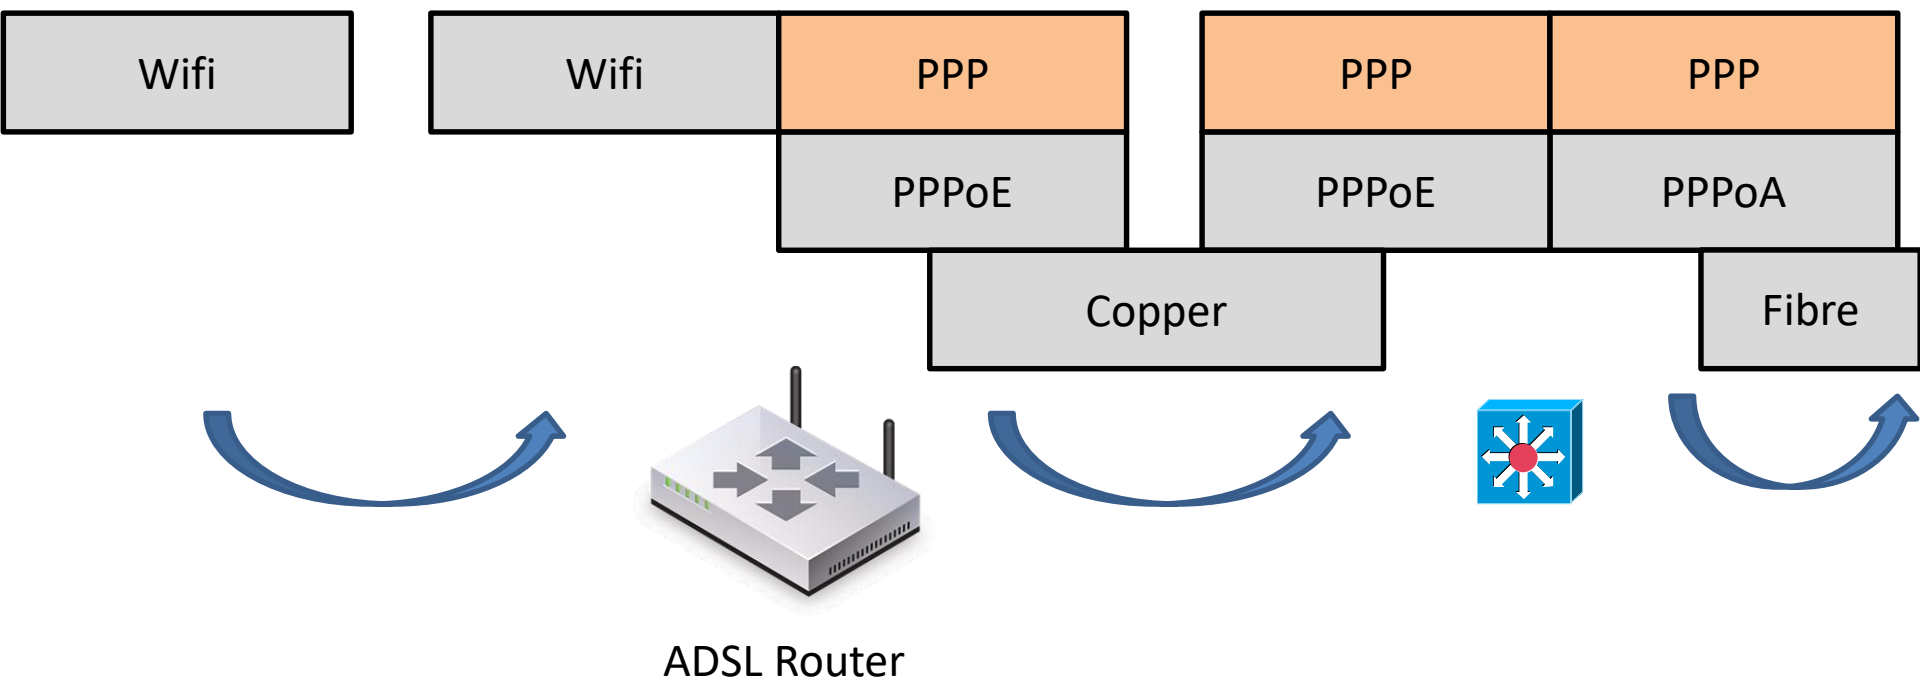 Wifi
Wifi
PPP
PPP
PPP
PPPoE
PPPoE
PPPoA
Copper
Fibre
ADSL Router